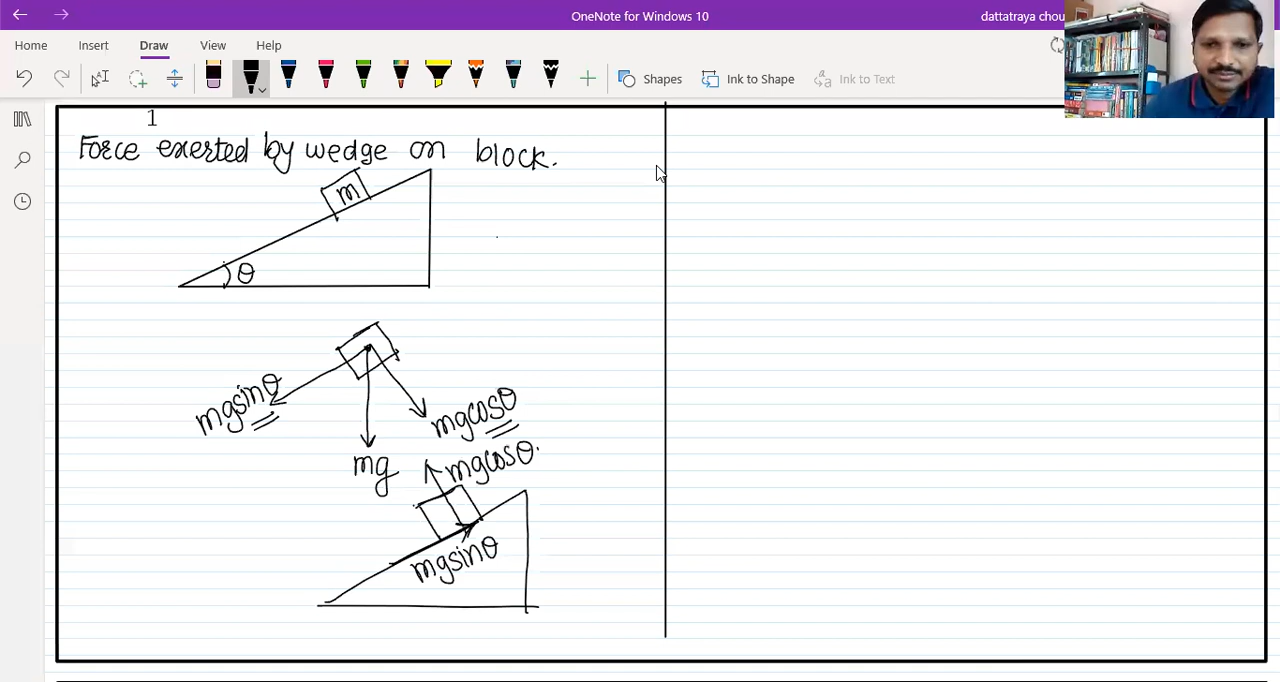 OneNote for Windows 10
dattatraya chou
Home Insert Draw View Help
Shapes Ink to Shape Ink to Text
1
Force exerted by wedge on block.
m
θ
mgsinθ
mgcosθ
mg
mgcosθ.
mgsinθ